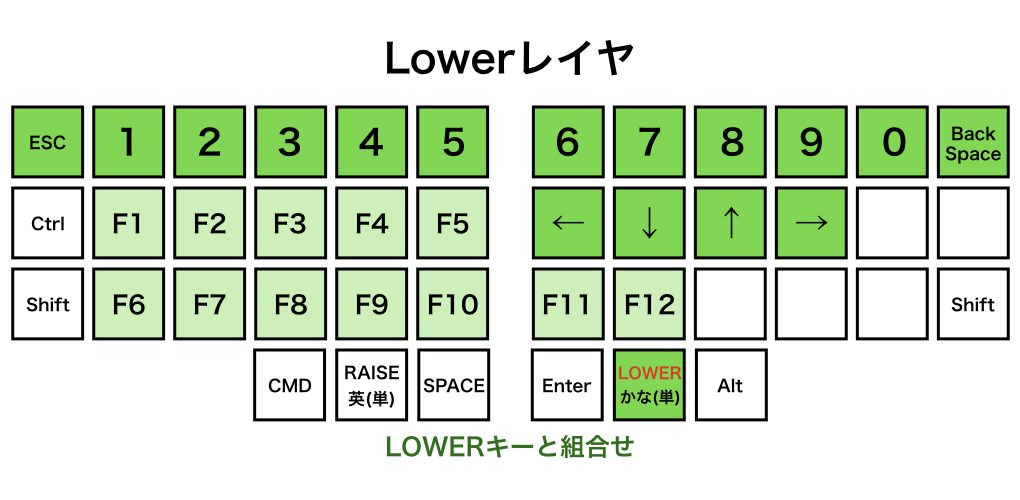 Lowerレイヤ
ESC 1 2 3 4 5 6 7 8 9 0 Back Space
Ctrl F1 F2 F3 F4 F5 ← ↓ ↑ →
Shift F6 F7 F8 F9 F10 F11 F12 Shift
CMD RAISE 英(単) SPACE Enter LOWER かな(単) Alt
LOWERキーと組合せ